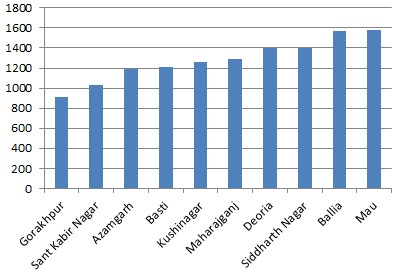 1800
1600
1400
1200
1000
800
600
400
200
0
Gorakhpur
Sant Kabir Nagar
Azamgarh
Basti
Kushinagar
Maharajganj
Deoria
Siddharth Nagar
Ballia
Mau